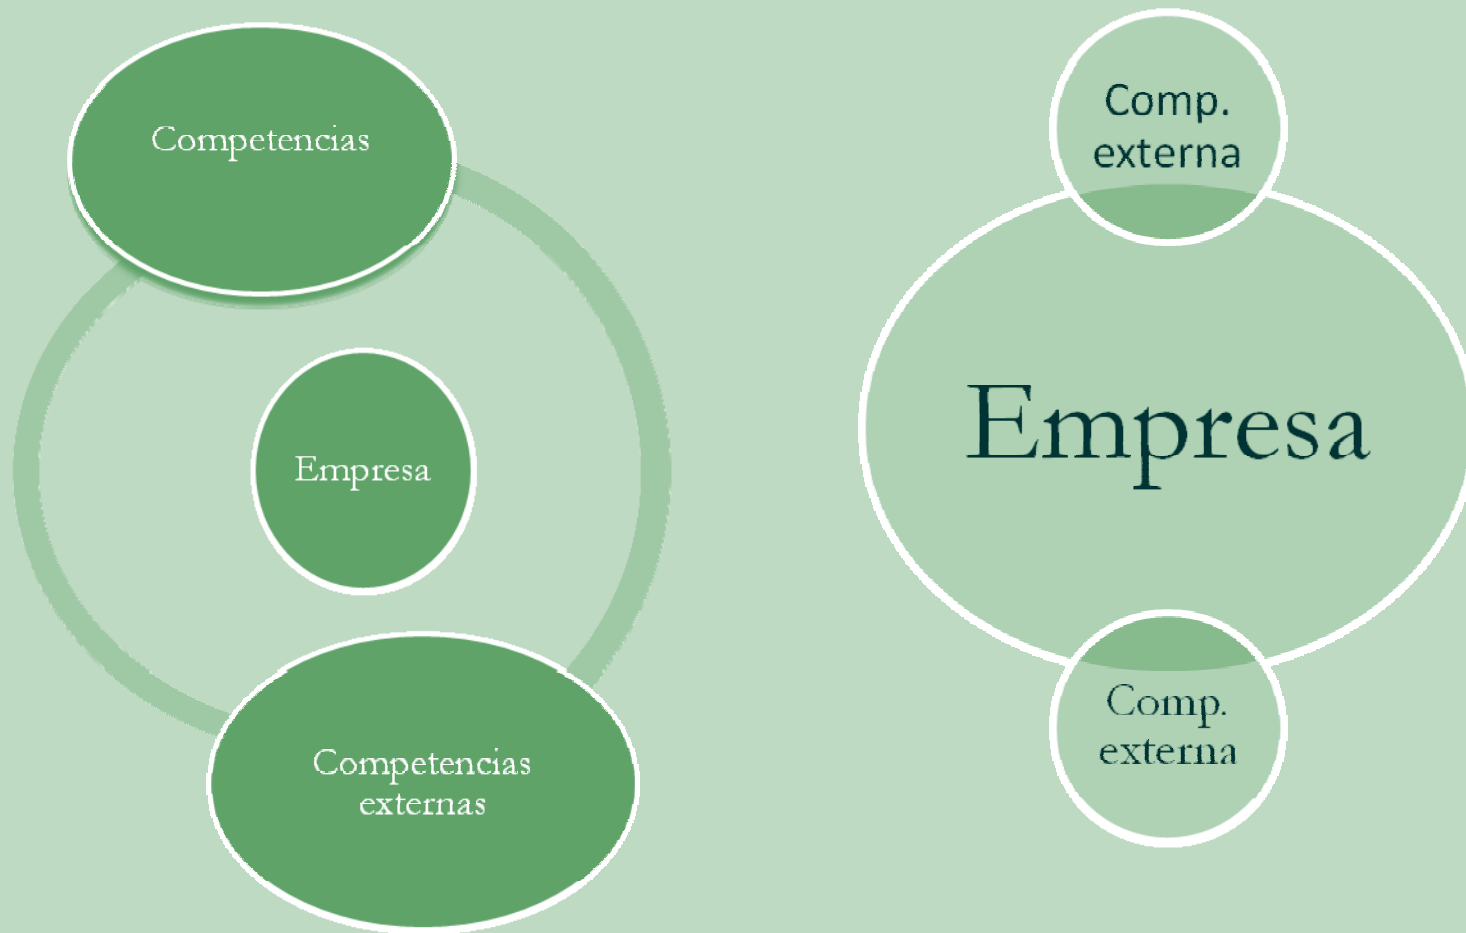 Competencias
Empresa
Competencias
externas
Comp.
externa
Empresa
Comp.
externa